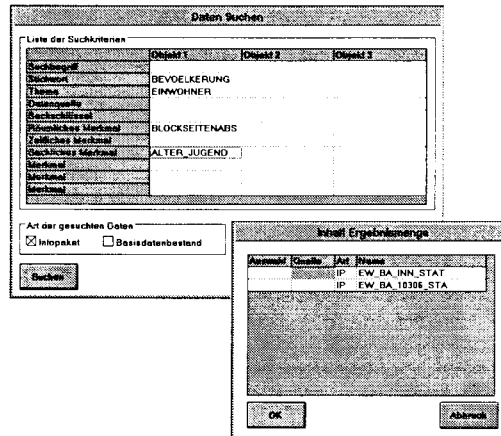 Daten Suchen
Liste der Suchkriterien
Objekt 1 Objekt 2 Objekt 3
Suchbegriff
Stichwort BEVOELKERUNG
Thema EINWOHNER
Datenquelle
Sachschlüssel
Räumliches Merkmal BLOCKSEITENABS
Zeitliches Merkmal
Sachliches Merkmal ALTER_JUGEND
Merkmal
Merkmal
Merkmal
Art der gesuchten Daten
Infopaket Basisdatenbestand
Suchen
Inhalt Ergebnismenge
Auswahl Quelle Art Name
IP EW_BA_INN_STAT
IP EW_BA_10306_STA
OK Abbruch